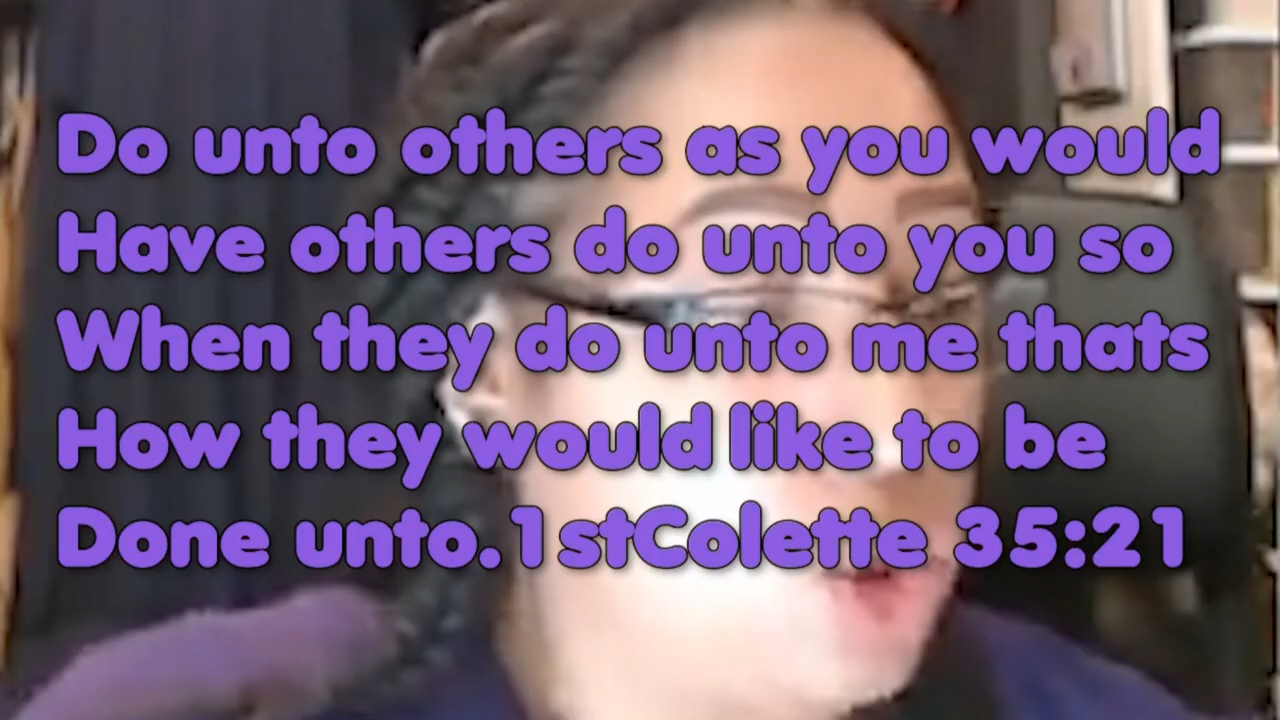 Do unto others as you would
Have others do unto you so
When they do unto me thats
How they would like to be
Done unto.1stColette 35:21